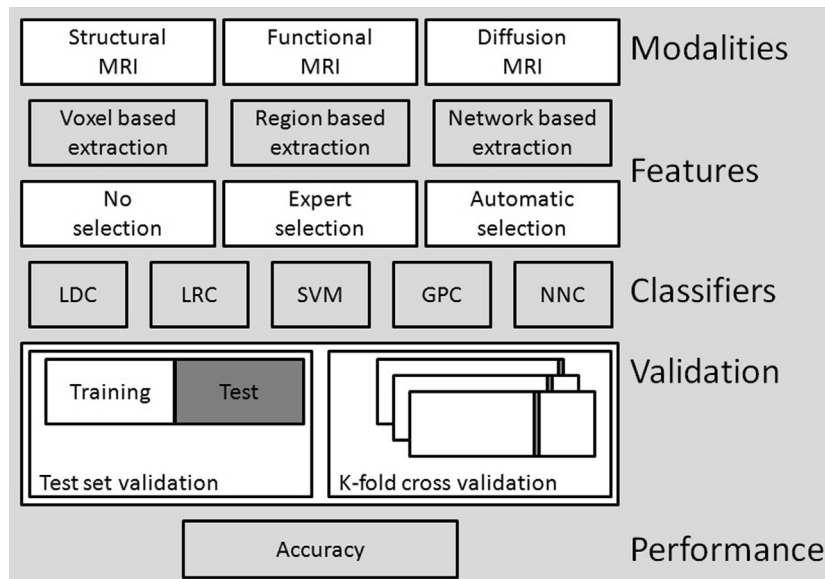 Structural MRI
Functional MRI
Diffusion MRI
Modalities
Voxel based extraction
Region based extraction
Network based extraction
Features
No selection
Expert selection
Automatic selection
LDC
LRC
SVM
GPC
NNC
Classifiers
Training
Test
Validation
Test set validation
K-fold cross validation
Accuracy
Performance